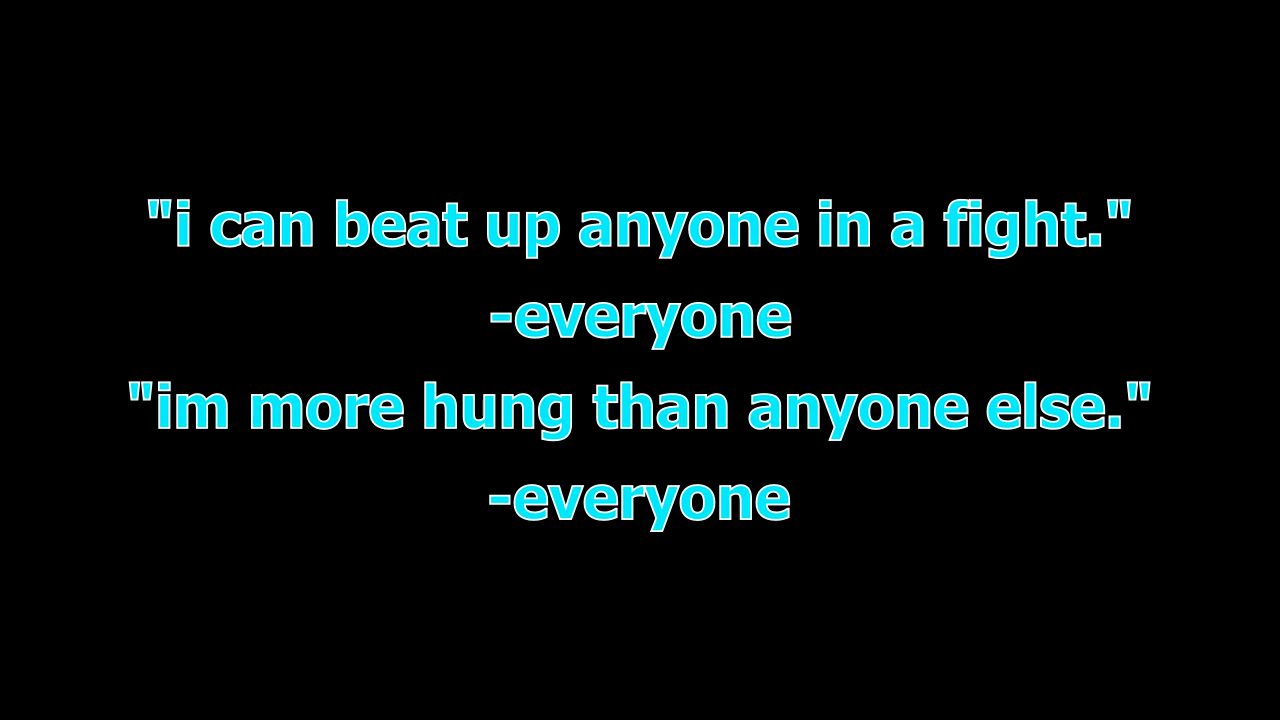 "i can beat up anyone in a fight."
-everyone
"im more hung than anyone else."
-everyone